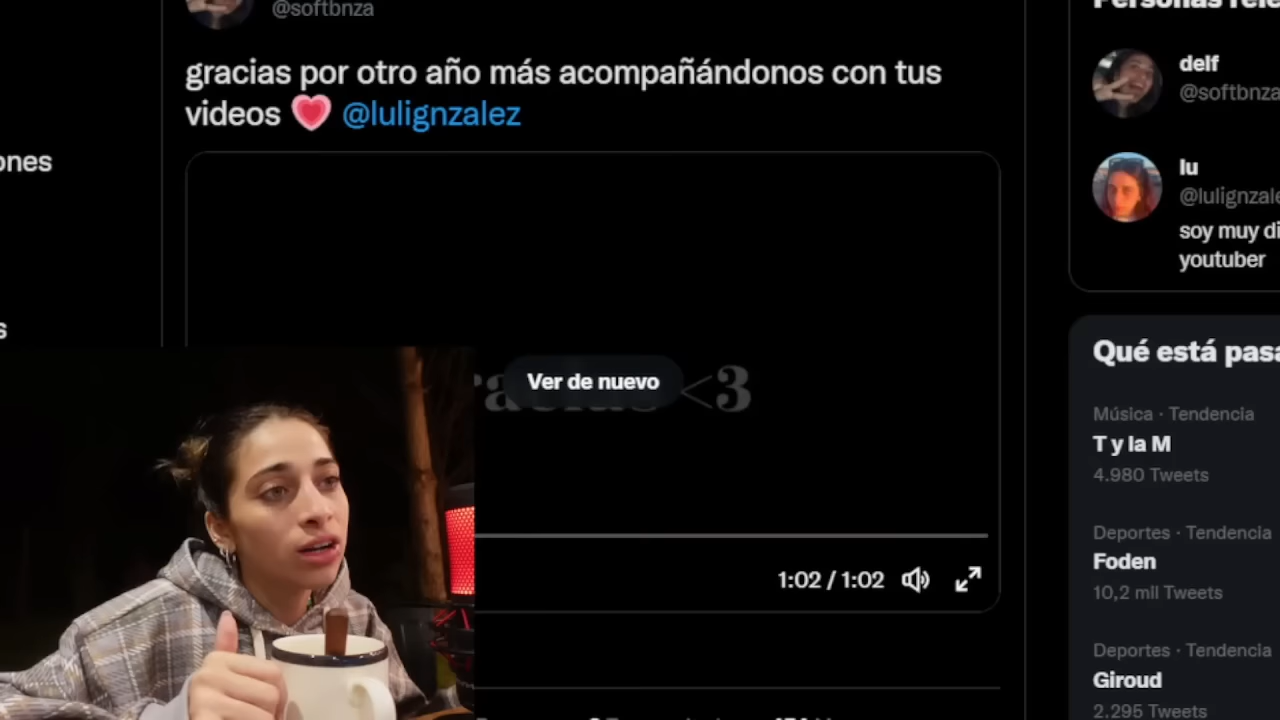 @softbnza
gracias por otro año más acompañándonos con tus
videos @lulignzalez
Ver de nuevo
<3
1:02 / 1:02
delf
@softbnza
lu
soy muy
youtuber
Qué está
Música · Tendencia
T y la M
4.980 Tweets
Deportes · Tendencia
Foden
10,2 mil Tweets
Deportes · Tendencia
Giroud
2.295 Tweets